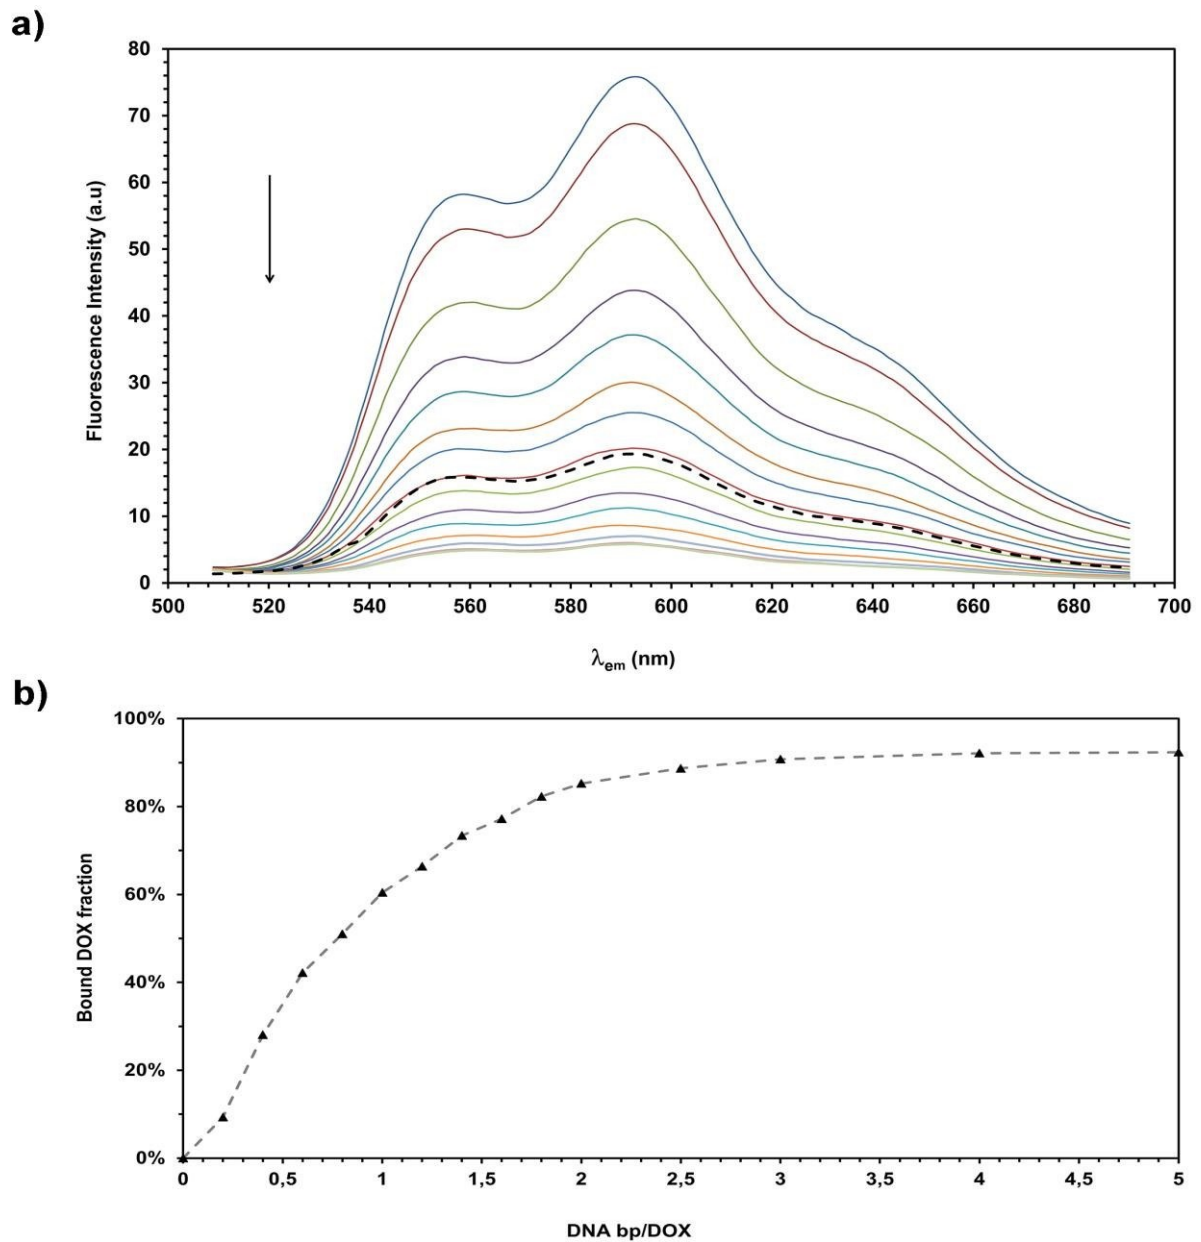 a)
80
70
60
50
40
30
20
10
0
Fluorescence Intensity (a.u)
500 520 540 560 580 600 620 640 660 680 700
λem (nm)
b)
100%
80%
60%
40%
20%
0%
Bound DOX fraction
0 0,5 1 1,5 2 2,5 3 3,5 4 4,5 5
DNA bp/DOX